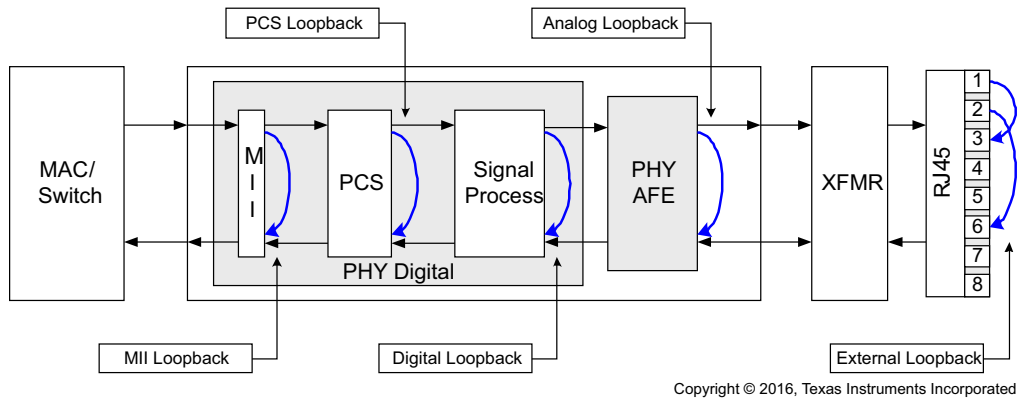 PCS Loopback
Analog Loopback
MAC/
Switch
M
I
I
PCS
Signal
Process
PHY
AFE
XFMR
RJ45
1
2
3
4
5
6
7
8
PHY Digital
MII Loopback
Digital Loopback
External Loopback
Copyright © 2016, Texas Instruments Incorporated